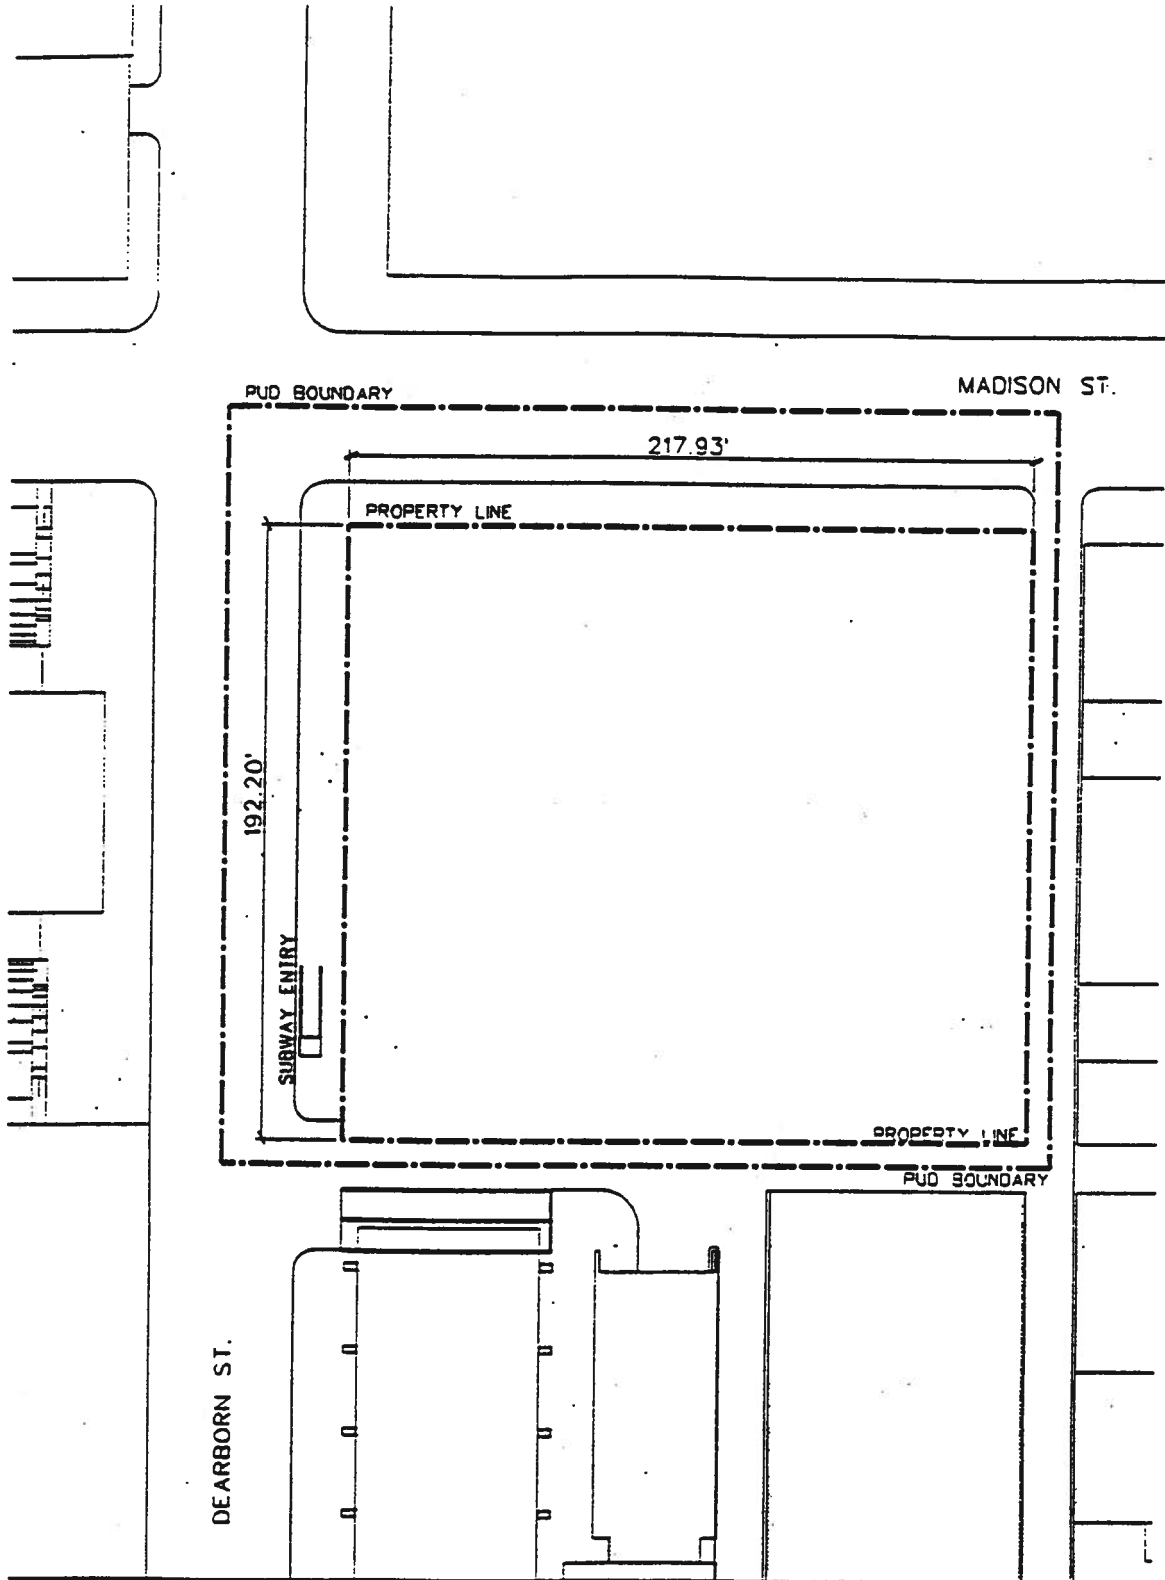 PUD BOUNDARY
MADISON ST.
217.93'
PROPERTY LINE
192.20'
SUBWAY ENTRY
PROPERTY LINE
PUD BOUNDARY
DEARBORN ST.